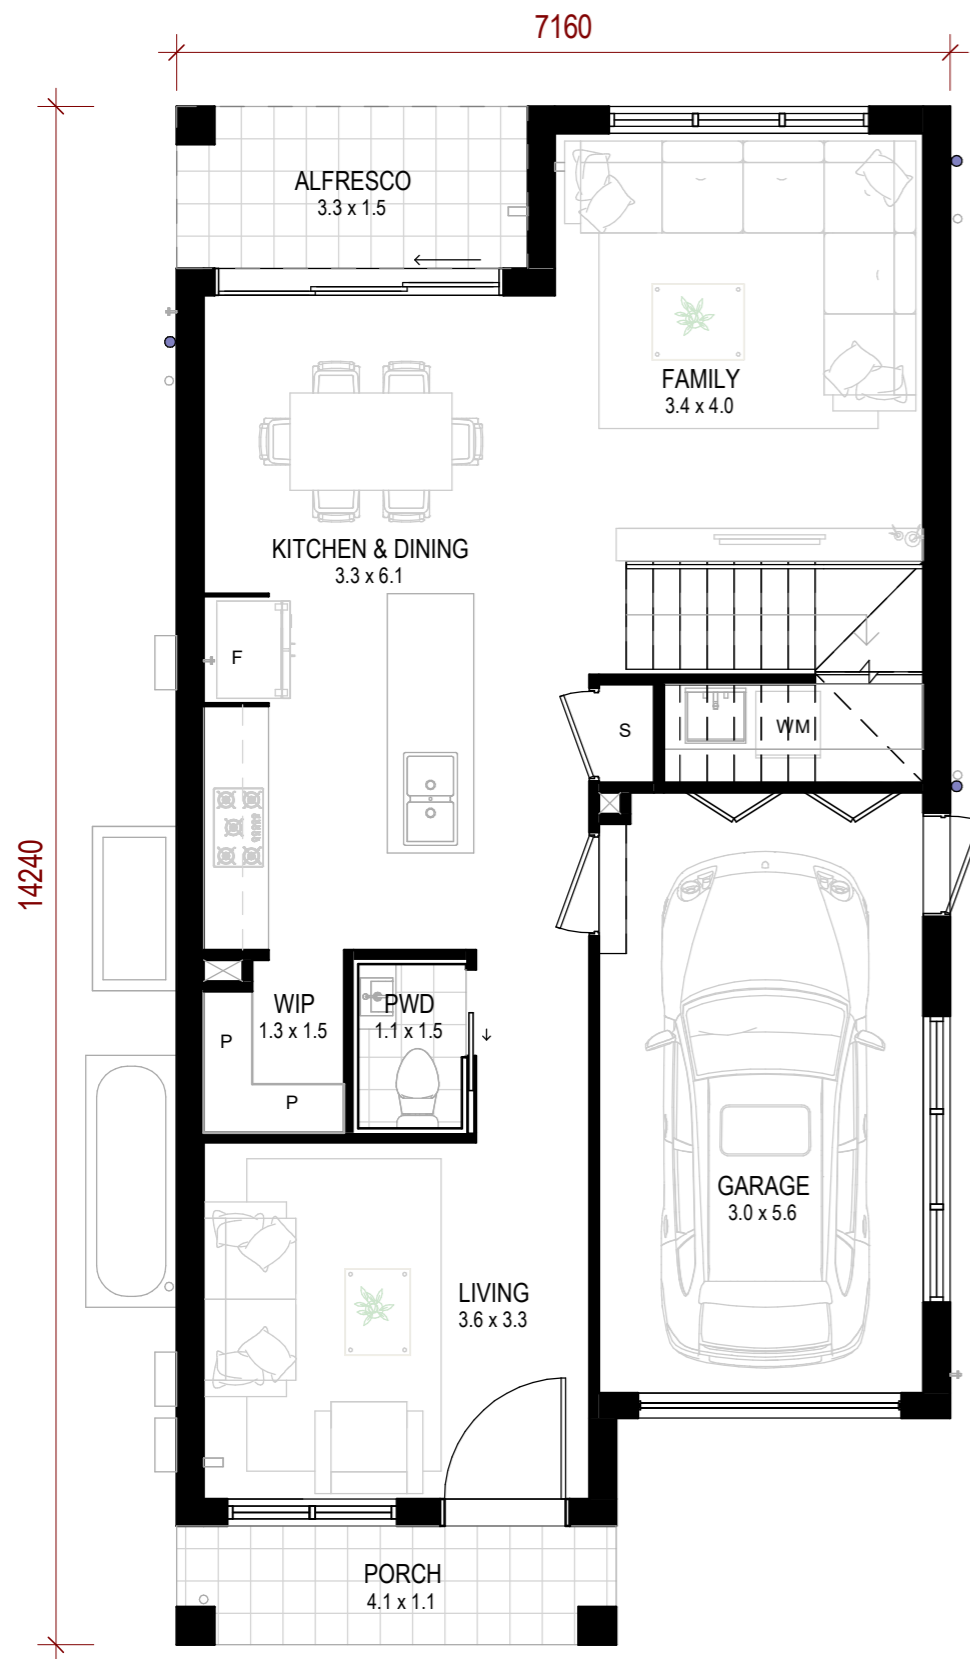 7160
14240
ALFRESCO
3.3 x 1.5
FAMILY
3.4 x 4.0
KITCHEN & DINING
3.3 x 6.1
F
S
WM
WIP
1.3 x 1.5
PWD
1.1 x 1.5
P
P
GARAGE
3.0 x 5.6
LIVING
3.6 x 3.3
PORCH
4.1 x 1.1